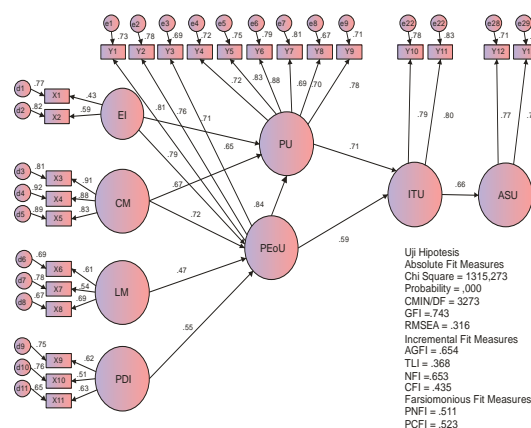 e1 e2 e3 e4 e5 e6 e7 e8 e9 e22 e22 e28 e29
.73 .78 .69 .72 .75 .79 .78 .67 .71 .78 .83 .71
Y1 Y2 Y3 Y4 Y5 Y6 Y7 Y8 Y9 Y10 Y11 Y12
d1 .77 X1 .43
d2 .82 X2 .59
EI
.81 .76 .71
.72 .83 .88 .69 .70 .78
.79 .80
.77
.79 .65
PU
.71
d3 .81 X3 .91
d4 .92 X4 .88
d5 .89 X5 .83
CM
.67
.72
.84
ITU
.66
ASU
PEoU
.59
d6 .69 X6 .61
d7 .78 X7 .54
d8 .67 X8 .69
LM
.47
d9 .75 X9 .62
d10 .76 X10 .51
d11 .65 X11 .63
PDI
.55
Uji Hipotesis
Absolute Fit Measures
Chi Square = 1315,273
Probability = ,000
CMIN/DF = 3273
GFI =.743
RMSEA = .316
Incremental Fit Measures
AGFI = .654
TLI = .368
NFI =.653
CFI = .435
Farsiomonious Fit Measures
PNFI = .511
PCFI = .523